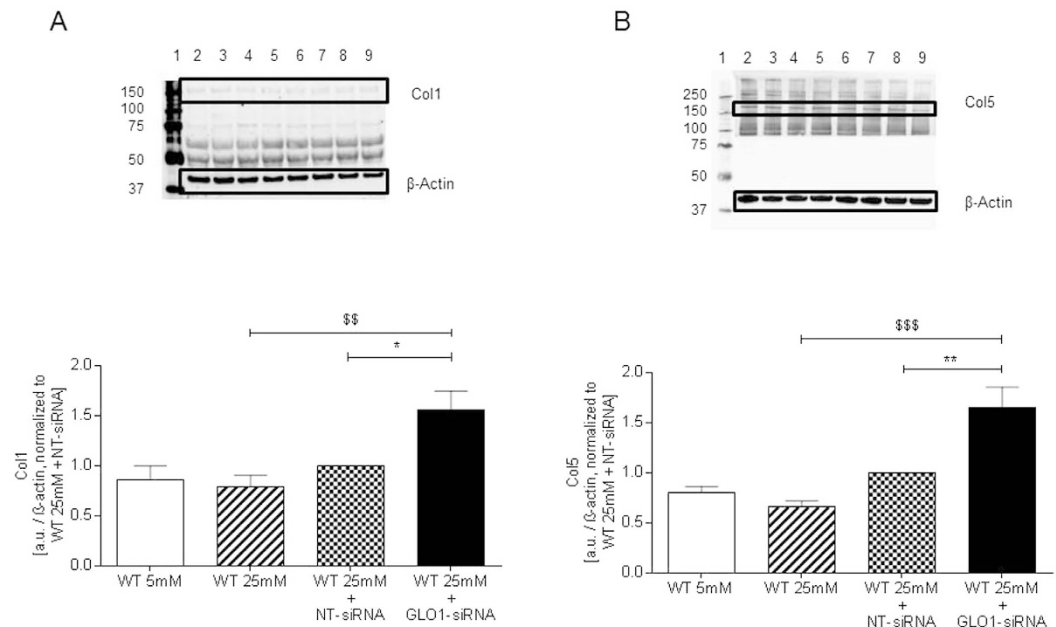 A
1 2 3 4 5 6 7 8 9
150
100
75
50
37
Col1
β-Actin
$$
*
2.0
1.5
1.0
0.5
0.0
Col1
[a.u. / ß-actin, normalized to
WT 25mM + NT-siRNA]
WT 5mM
WT 25mM
WT 25mM
+
NT-siRNA
WT 25mM
+
GLO1-siRNA
B
1 2 3 4 5 6 7 8 9
250
150
100
75
50
37
Col5
β-Actin
$$$
**
2.0
1.5
1.0
0.5
0.0
Col5
[a.u. / ß-actin, normalized to
WT 25mM + NT-siRNA]
WT 5mM
WT 25mM
WT 25mM
+
NT-siRNA
WT 25mM
+
GLO1-siRNA